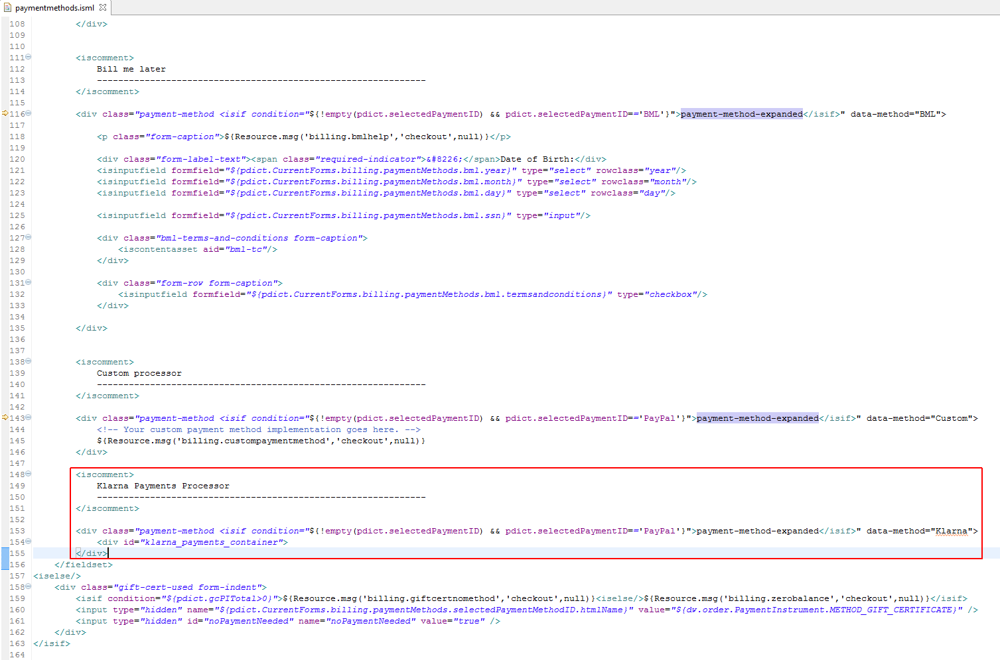 paymentmethods.isml
108 </div>
109
110
111 <iscomment>
112 Bill me later
113 --------------------------------------------------------------
114 </iscomment>
115
116 <div class="payment-method <isif condition="${!empty(pdict.selectedPaymentID) && pdict.selectedPaymentID=='BML'}">payment-method-expanded</isif>" data-method="BML">
117
118 <p class="form-caption">${Resource.msg('billing.bmlhelp','checkout',null)}</p>
119
120 <div class="form-label-text"><span class="required-indicator">&#8226;</span>Date of Birth:</div>
121 <isinputfield formfield="${pdict.CurrentForms.billing.paymentMethods.bml.year}" type="select" rowclass="year"/>
122 <isinputfield formfield="${pdict.CurrentForms.billing.paymentMethods.bml.month}" type="select" rowclass="month"/>
123 <isinputfield formfield="${pdict.CurrentForms.billing.paymentMethods.bml.day}" type="select" rowclass="day"/>
124
125 <isinputfield formfield="${pdict.CurrentForms.billing.paymentMethods.bml.ssn}" type="input"/>
126
127 <div class="bml-terms-and-conditions form-caption">
128 <iscontentasset aid="bml-tc"/>
129 </div>
130
131 <div class="form-row form-caption">
132 <isinputfield formfield="${pdict.CurrentForms.billing.paymentMethods.bml.termsandconditions}" type="checkbox"/>
133 </div>
134
135 </div>
136
137
138 <iscomment>
139 Custom processor
140 --------------------------------------------------------------
141 </iscomment>
142
143 <div class="payment-method <isif condition="${!empty(pdict.selectedPaymentID) && pdict.selectedPaymentID=='PayPal'}">payment-method-expanded</isif>" data-method="Custom">
144 <!-- Your custom payment method implementation goes here. -->
145 ${Resource.msg('billing.custompaymentmethod','checkout',null)}
146 </div>
147
148 <iscomment>
149 Klarna Payments Processor
150 --------------------------------------------------------------
151 </iscomment>
152
153 <div class="payment-method <isif condition="${!empty(pdict.selectedPaymentID) && pdict.selectedPaymentID=='PayPal'}">payment-method-expanded</isif>" data-method="Klarna">
154 <div id="klarna_payments_container">
155 </div>
156 </fieldset>
157 <iselse/>
158 <div class="gift-cert-used form-indent">
159 <isif condition="${pdict.gcPITotal>0}">${Resource.msg('billing.giftcertnomethod','checkout',null)}<iselse/>${Resource.msg('billing.zerobalance','checkout',null)}</isif>
160 <input type="hidden" name="${pdict.CurrentForms.billing.paymentMethods.selectedPaymentMethodID.htmlName}" value="${dw.order.PaymentInstrument.METHOD_GIFT_CERTIFICATE}" />
161 <input type="hidden" id="noPaymentNeeded" name="noPaymentNeeded" value="true" />
162 </div>
163 </isif>
164